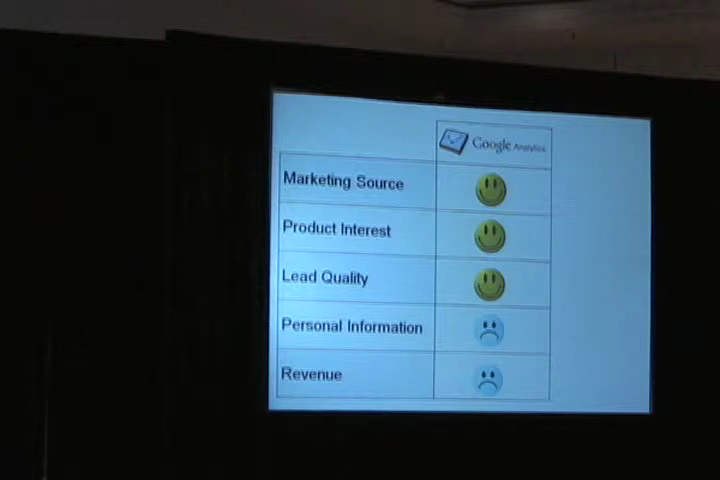 Google Analytics
Marketing Source
Product Interest
Lead Quality
Personal Information
Revenue